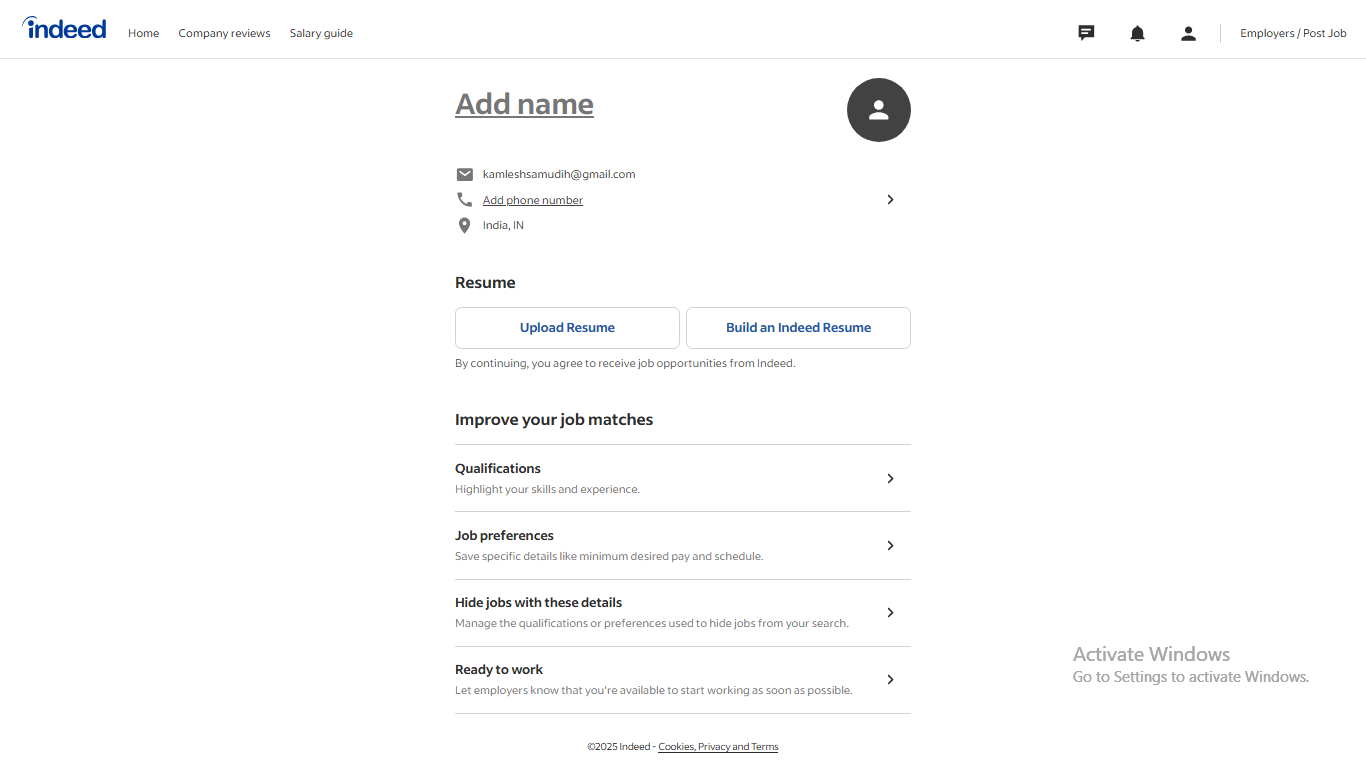 indeed
Home Company reviews Salary guide Employers / Post Job
Add name
kamleshsamudih@gmail.com
Add phone number
India, IN
Resume
Upload Resume Build an Indeed Resume
By continuing, you agree to receive job opportunities from Indeed.
Improve your job matches
Qualifications
Highlight your skills and experience.
Job preferences
Save specific details like minimum desired pay and schedule.
Hide jobs with these details
Manage the qualifications or preferences used to hide jobs from your search.
Ready to work
Let employers know that you're available to start working as soon as possible.
Activate Windows
Go to Settings to activate Windows.
©2025 Indeed - Cookies, Privacy and Terms